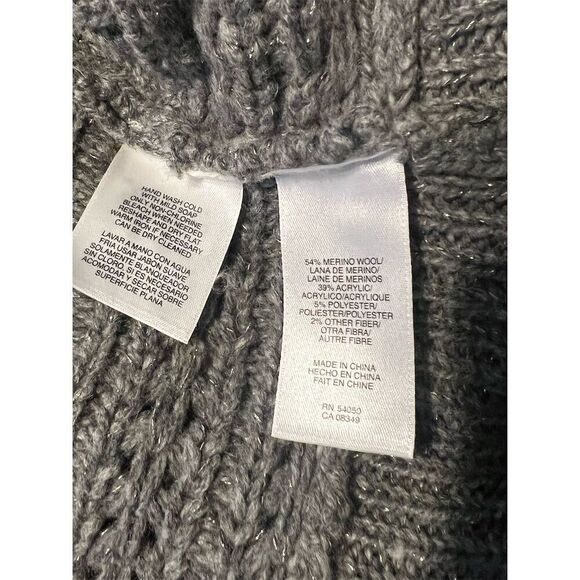 HAND WASH COLD
WITH MILD SOAP
ONLY NON-CHLORINE
BLEACH WHEN NEEDED
RESHAPE AND DRY FLAT
WARM IRON IF NECESSARY
CAN BE DRY CLEANED
LAVAR A MANO CON AGUA
FRIA USAR JABON SUAVE
SOLAMENTE BLANQUEADOR
SIN CLORO SI ES NECESARIO
ACOMODAR Y SECAR SOBRE
SUPERFICIE PLANA
54% MERINO WOOL/
LANA DE MERINO/
LAINE DE MERINOS
39% ACRYLIC/
ACRYLICO/ACRYLIQUE
5% POLYESTER/
POLIESTER/POLYESTER
2% OTHER FIBER/
OTRA FIBRA/
AUTRE FIBRE
MADE IN CHINA
HECHO EN CHINA
FAIT EN CHINE
RN 54050
CA 08349